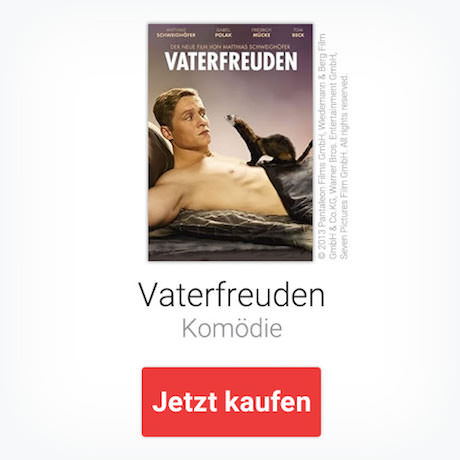 MATTHIAS SCHWEIGHÖFER
ISABEL POLAK
FRIEDRICH MÜCKE
TOM BECK
DER NEUE FILM VON MATTHIAS SCHWEIGHÖFER
VATERFREUDEN
© 2013 Pantaleon Films GmbH, Wiedemann & Berg Film
GmbH & Co.KG, Warner Bros. Entertainment GmbH,
Seven Pictures Film GmbH. All rights reserved.
Vaterfreuden
Komödie
Jetzt kaufen